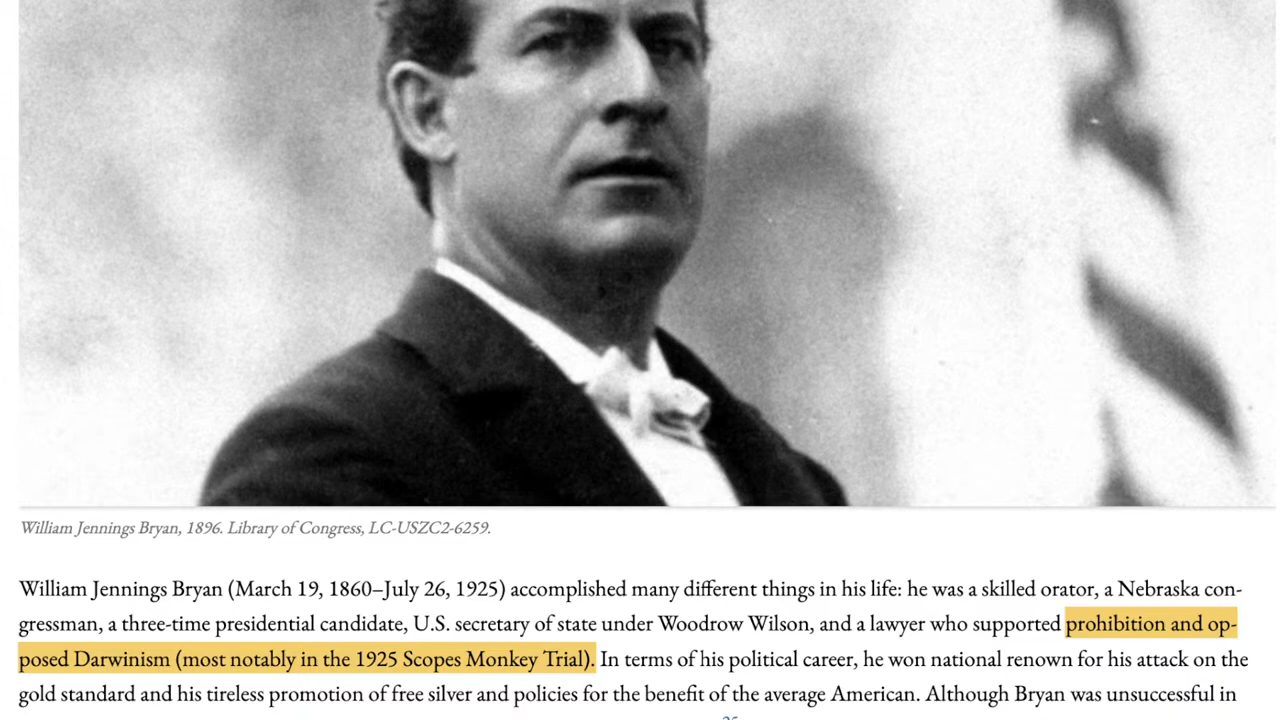 William Jennings Bryan, 1896. Library of Congress, LC-USZC2-6259.
William Jennings Bryan (March 19, 1860–July 26, 1925) accomplished many different things in his life: he was a skilled orator, a Nebraska con-
gressman, a three-time presidential candidate, U.S. secretary of state under Woodrow Wilson, and a lawyer who supported prohibition and op-
posed Darwinism (most notably in the 1925 Scopes Monkey Trial). In terms of his political career, he won national renown for his attack on the
gold standard and his tireless promotion of free silver and policies for the benefit of the average American. Although Bryan was unsuccessful in